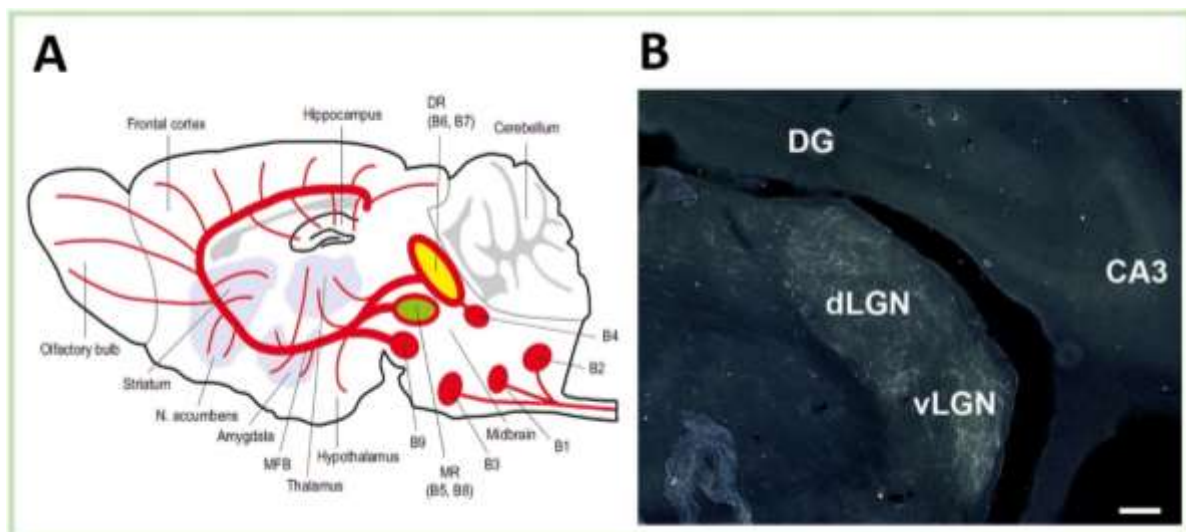 A
B
Frontal cortex
Hippocampus
DR
(B6, B7)
Cerebellum
Olfactory bulb
Striatum
N. accumbens
Amygdala
MFB
Thalamus
Hypothalamus
B9
MR
(B5, B8)
B3
Midbrain
B1
B2
B4
DG
CA3
dLGN
vLGN